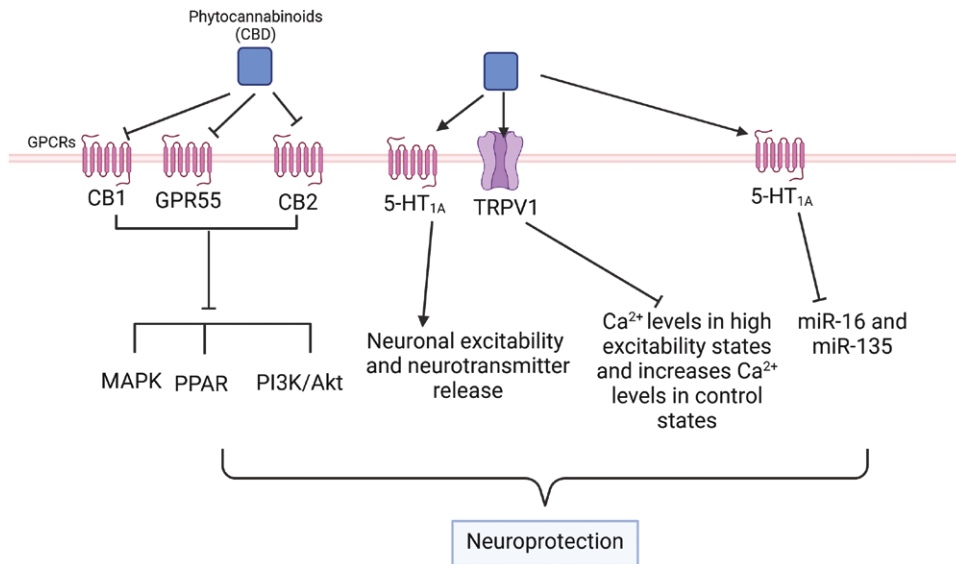 Phytocannabinoids
(CBD)
GPCRs
CB1
GPR55
CB2
5-HT1A
TRPV1
5-HT1A
MAPK
PPAR
PI3K/Akt
Neuronal excitability
and neurotransmitter
release
Ca²⁺ levels in high
excitability states
and increases Ca²⁺
levels in control
states
miR-16 and
miR-135
Neuroprotection